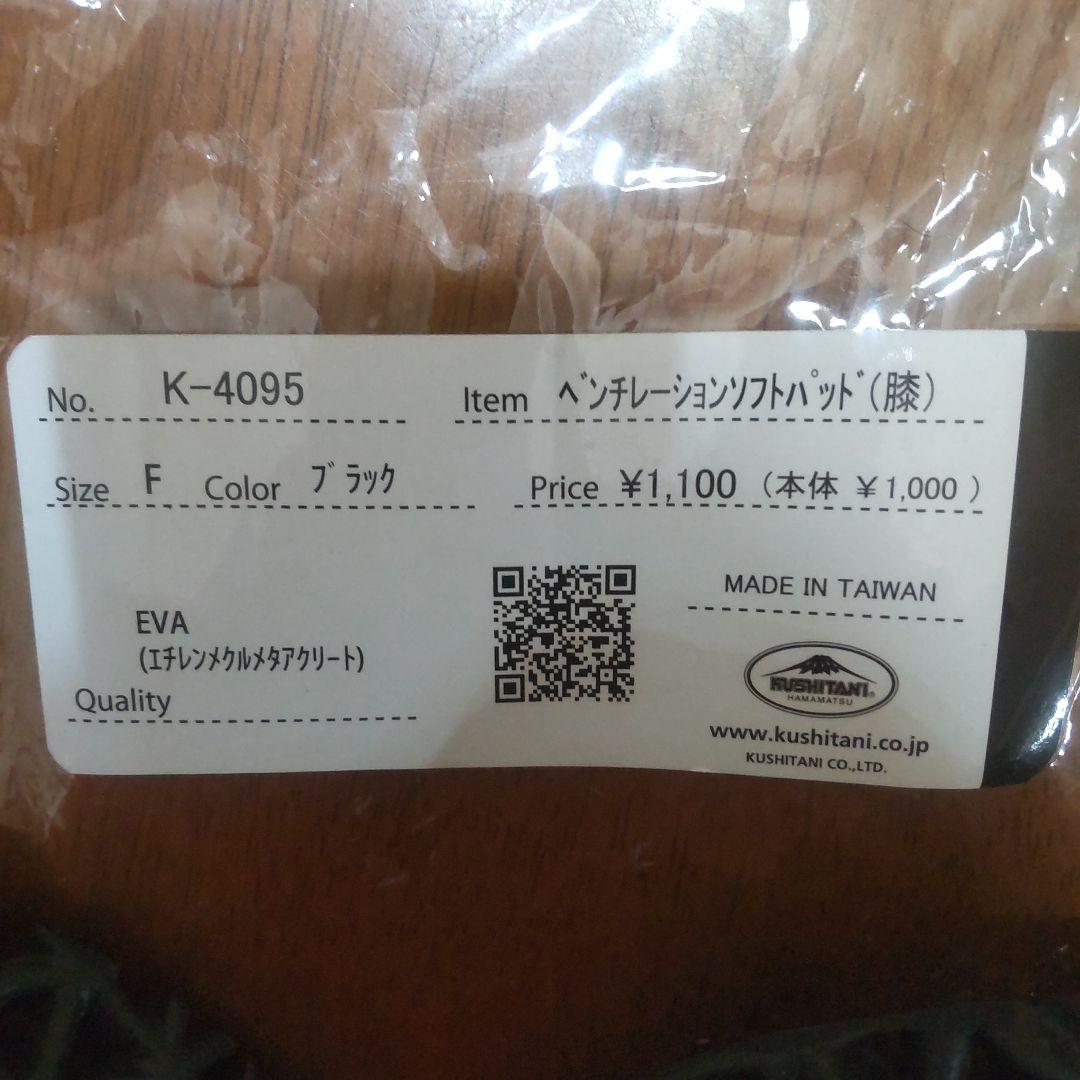 No. K-4095 Item ﾍﾞﾝﾁﾚｰｼｮﾝｿﾌﾄﾊﾟｯﾄﾞ(膝)
Size F Color ﾌﾞﾗｯｸ Price ¥1,100 (本体 ¥1,000 )
MADE IN TAIWAN
EVA
(ｴﾁﾚﾝﾒｸﾙﾒﾀｱｸﾘｰﾄ)
Quality
KUSHITANI®
HAMAMATSU
www.kushitani.co.jp
KUSHITANI CO.,LTD.